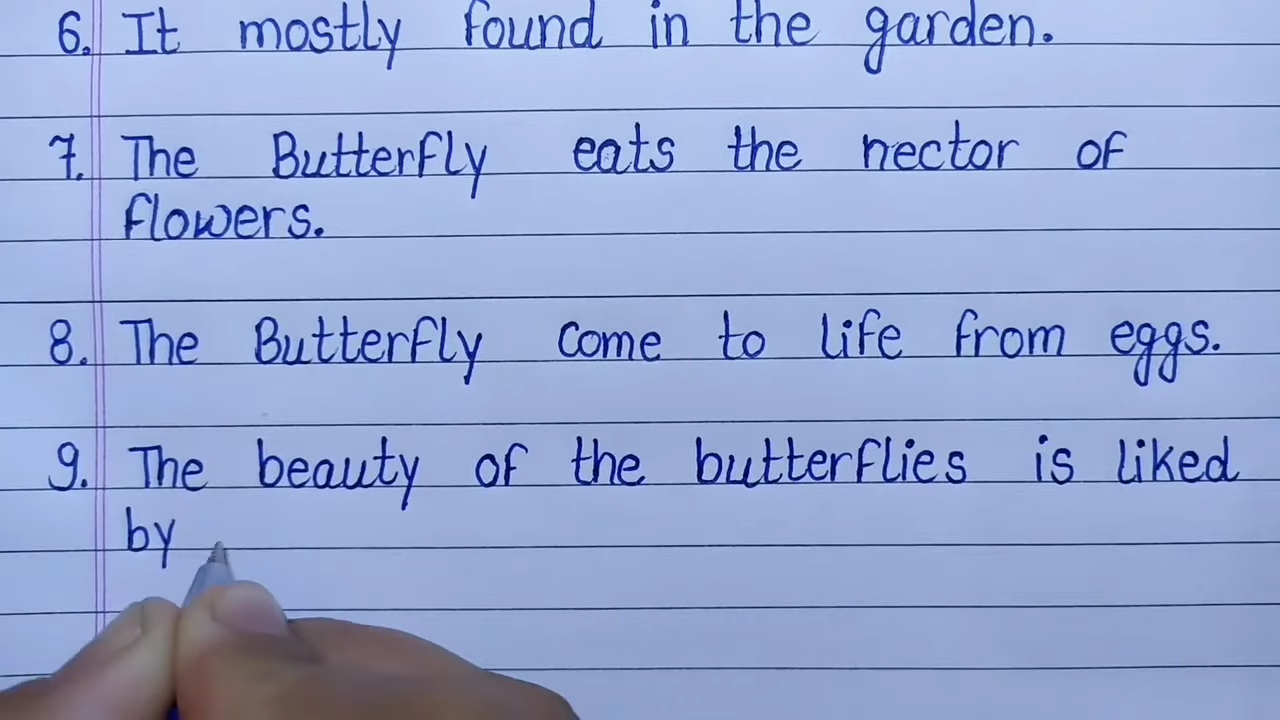 6. It mostly found in the garden.
7. The Butterfly eats the nector of
flowers.
8. The Butterfly come to life from eggs.
9. The beauty of the butterflies is liked
by